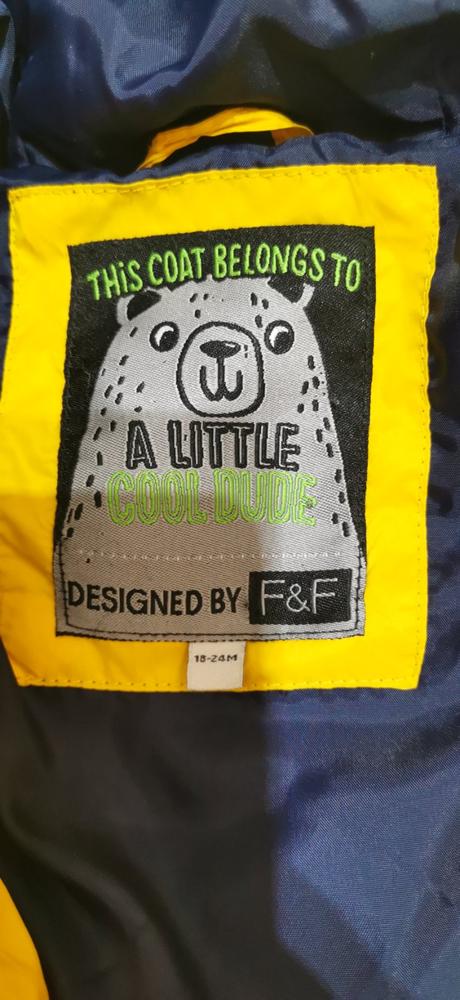 THiS COAT BELONGS TO
A LITTLE
COOL DUDE
DESIGNED BY F&F
18-24M